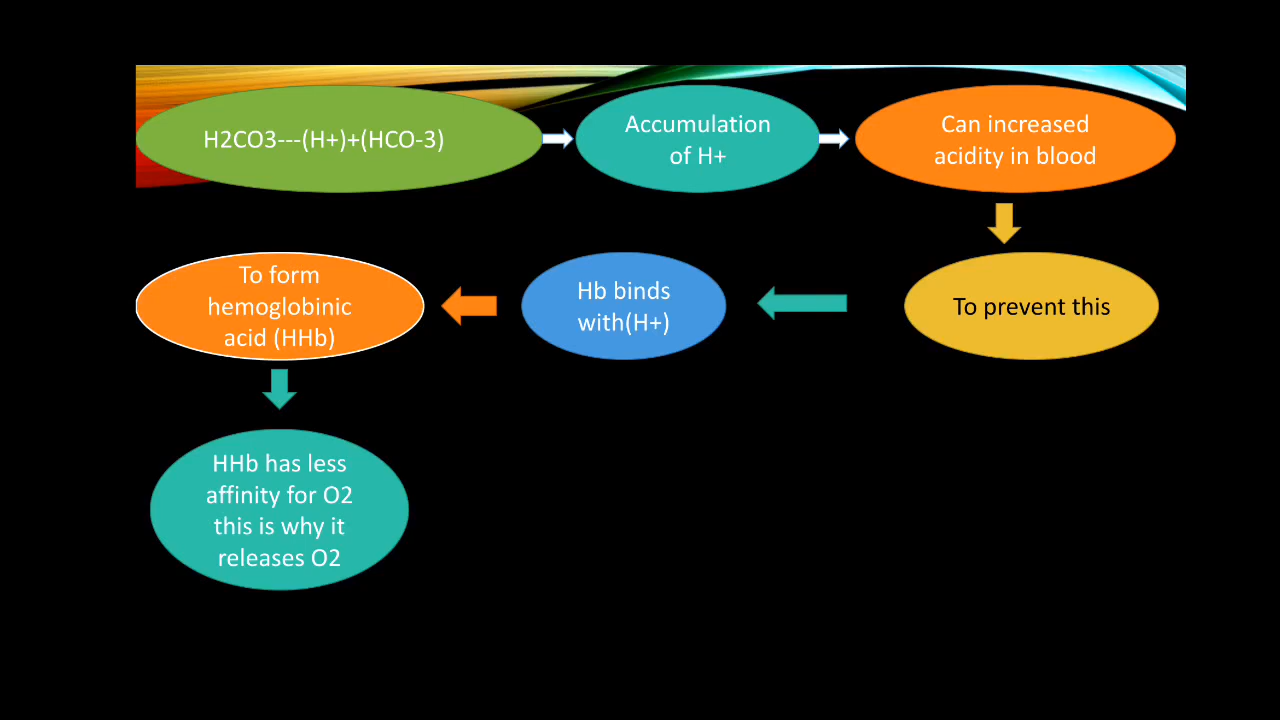 H2CO3---(H+)+(HCO-3)
Accumulation
of H+
Can increased
acidity in blood
To prevent this
Hb binds
with(H+)
To form
hemoglobinic
acid (HHb)
HHb has less
affinity for O2
this is why it
releases O2